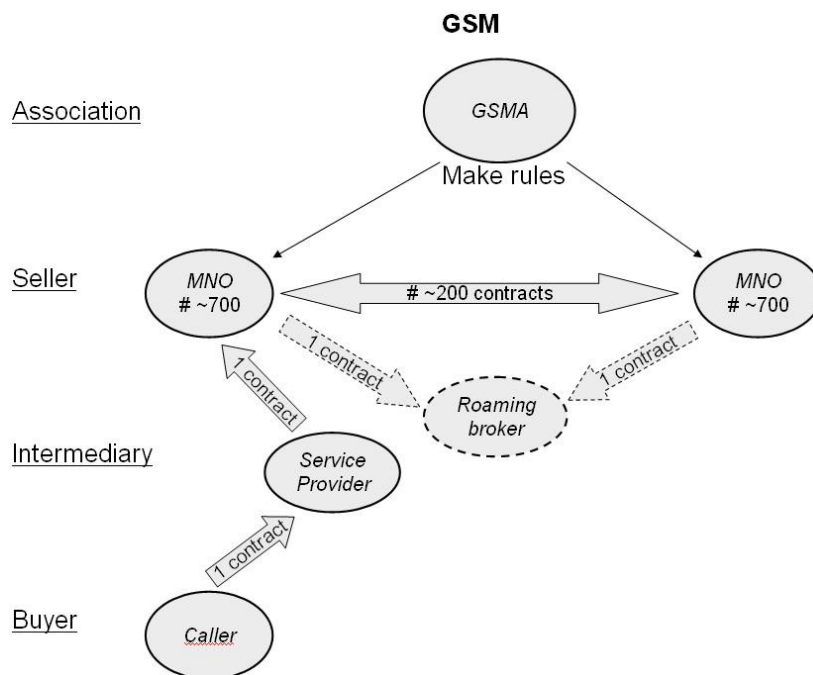 GSM
Association
GSMA
Make rules
Seller
MNO
# ~700
# ~200 contracts
MNO
# ~700
1 contract
1 contract
1 contract
Roaming
broker
Intermediary
Service
Provider
1 contract
Buyer
Caller